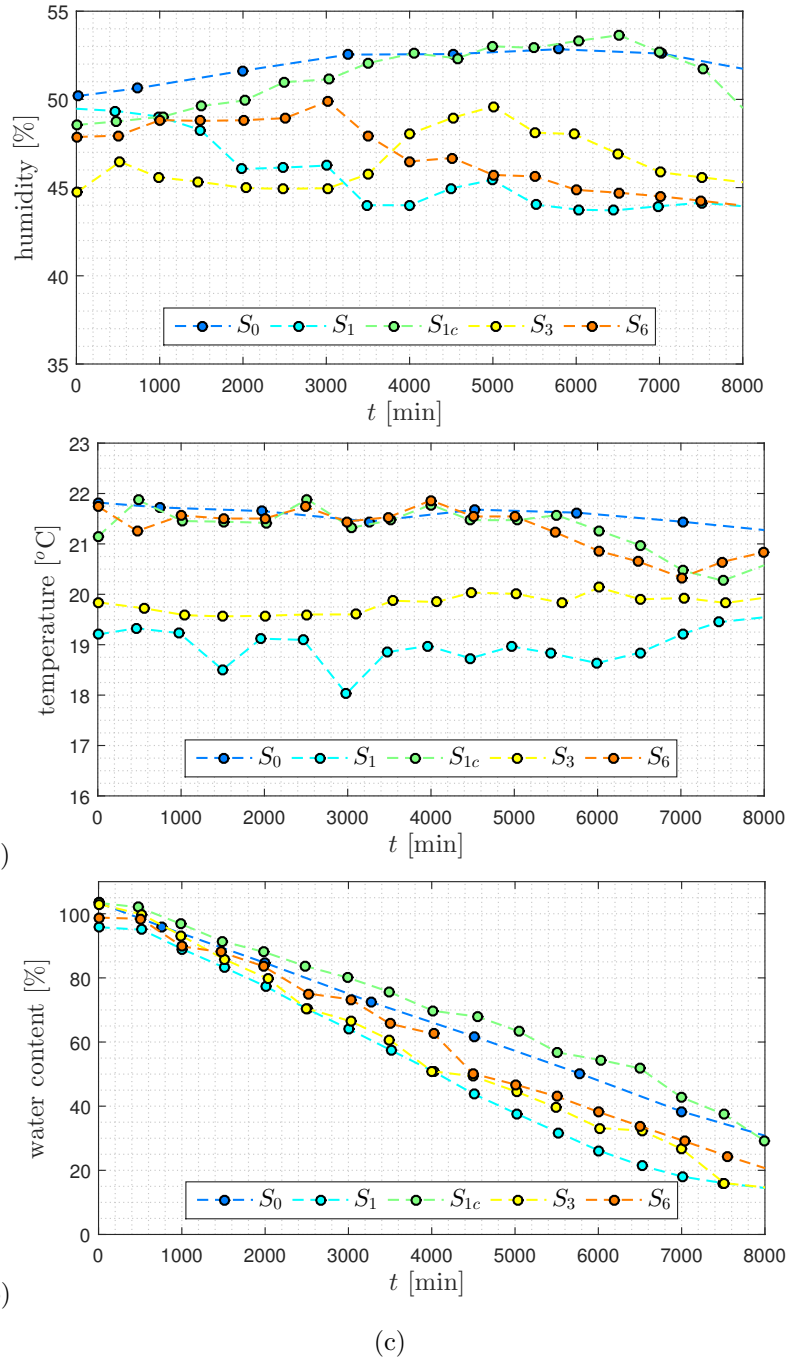 55
50
45
40
35
humidity [%]
S₀ S₁ S₁c S₃ S₆
0 1000 2000 3000 4000 5000 6000 7000 8000
t [min]
23
22
21
20
19
18
17
16
temperature [°C]
S₀ S₁ S₁c S₃ S₆
0 1000 2000 3000 4000 5000 6000 7000 8000
t [min]
)
100
80
60
40
20
0
water content [%]
S₀ S₁ S₁c S₃ S₆
0 1000 2000 3000 4000 5000 6000 7000 8000
t [min]
)
(c)